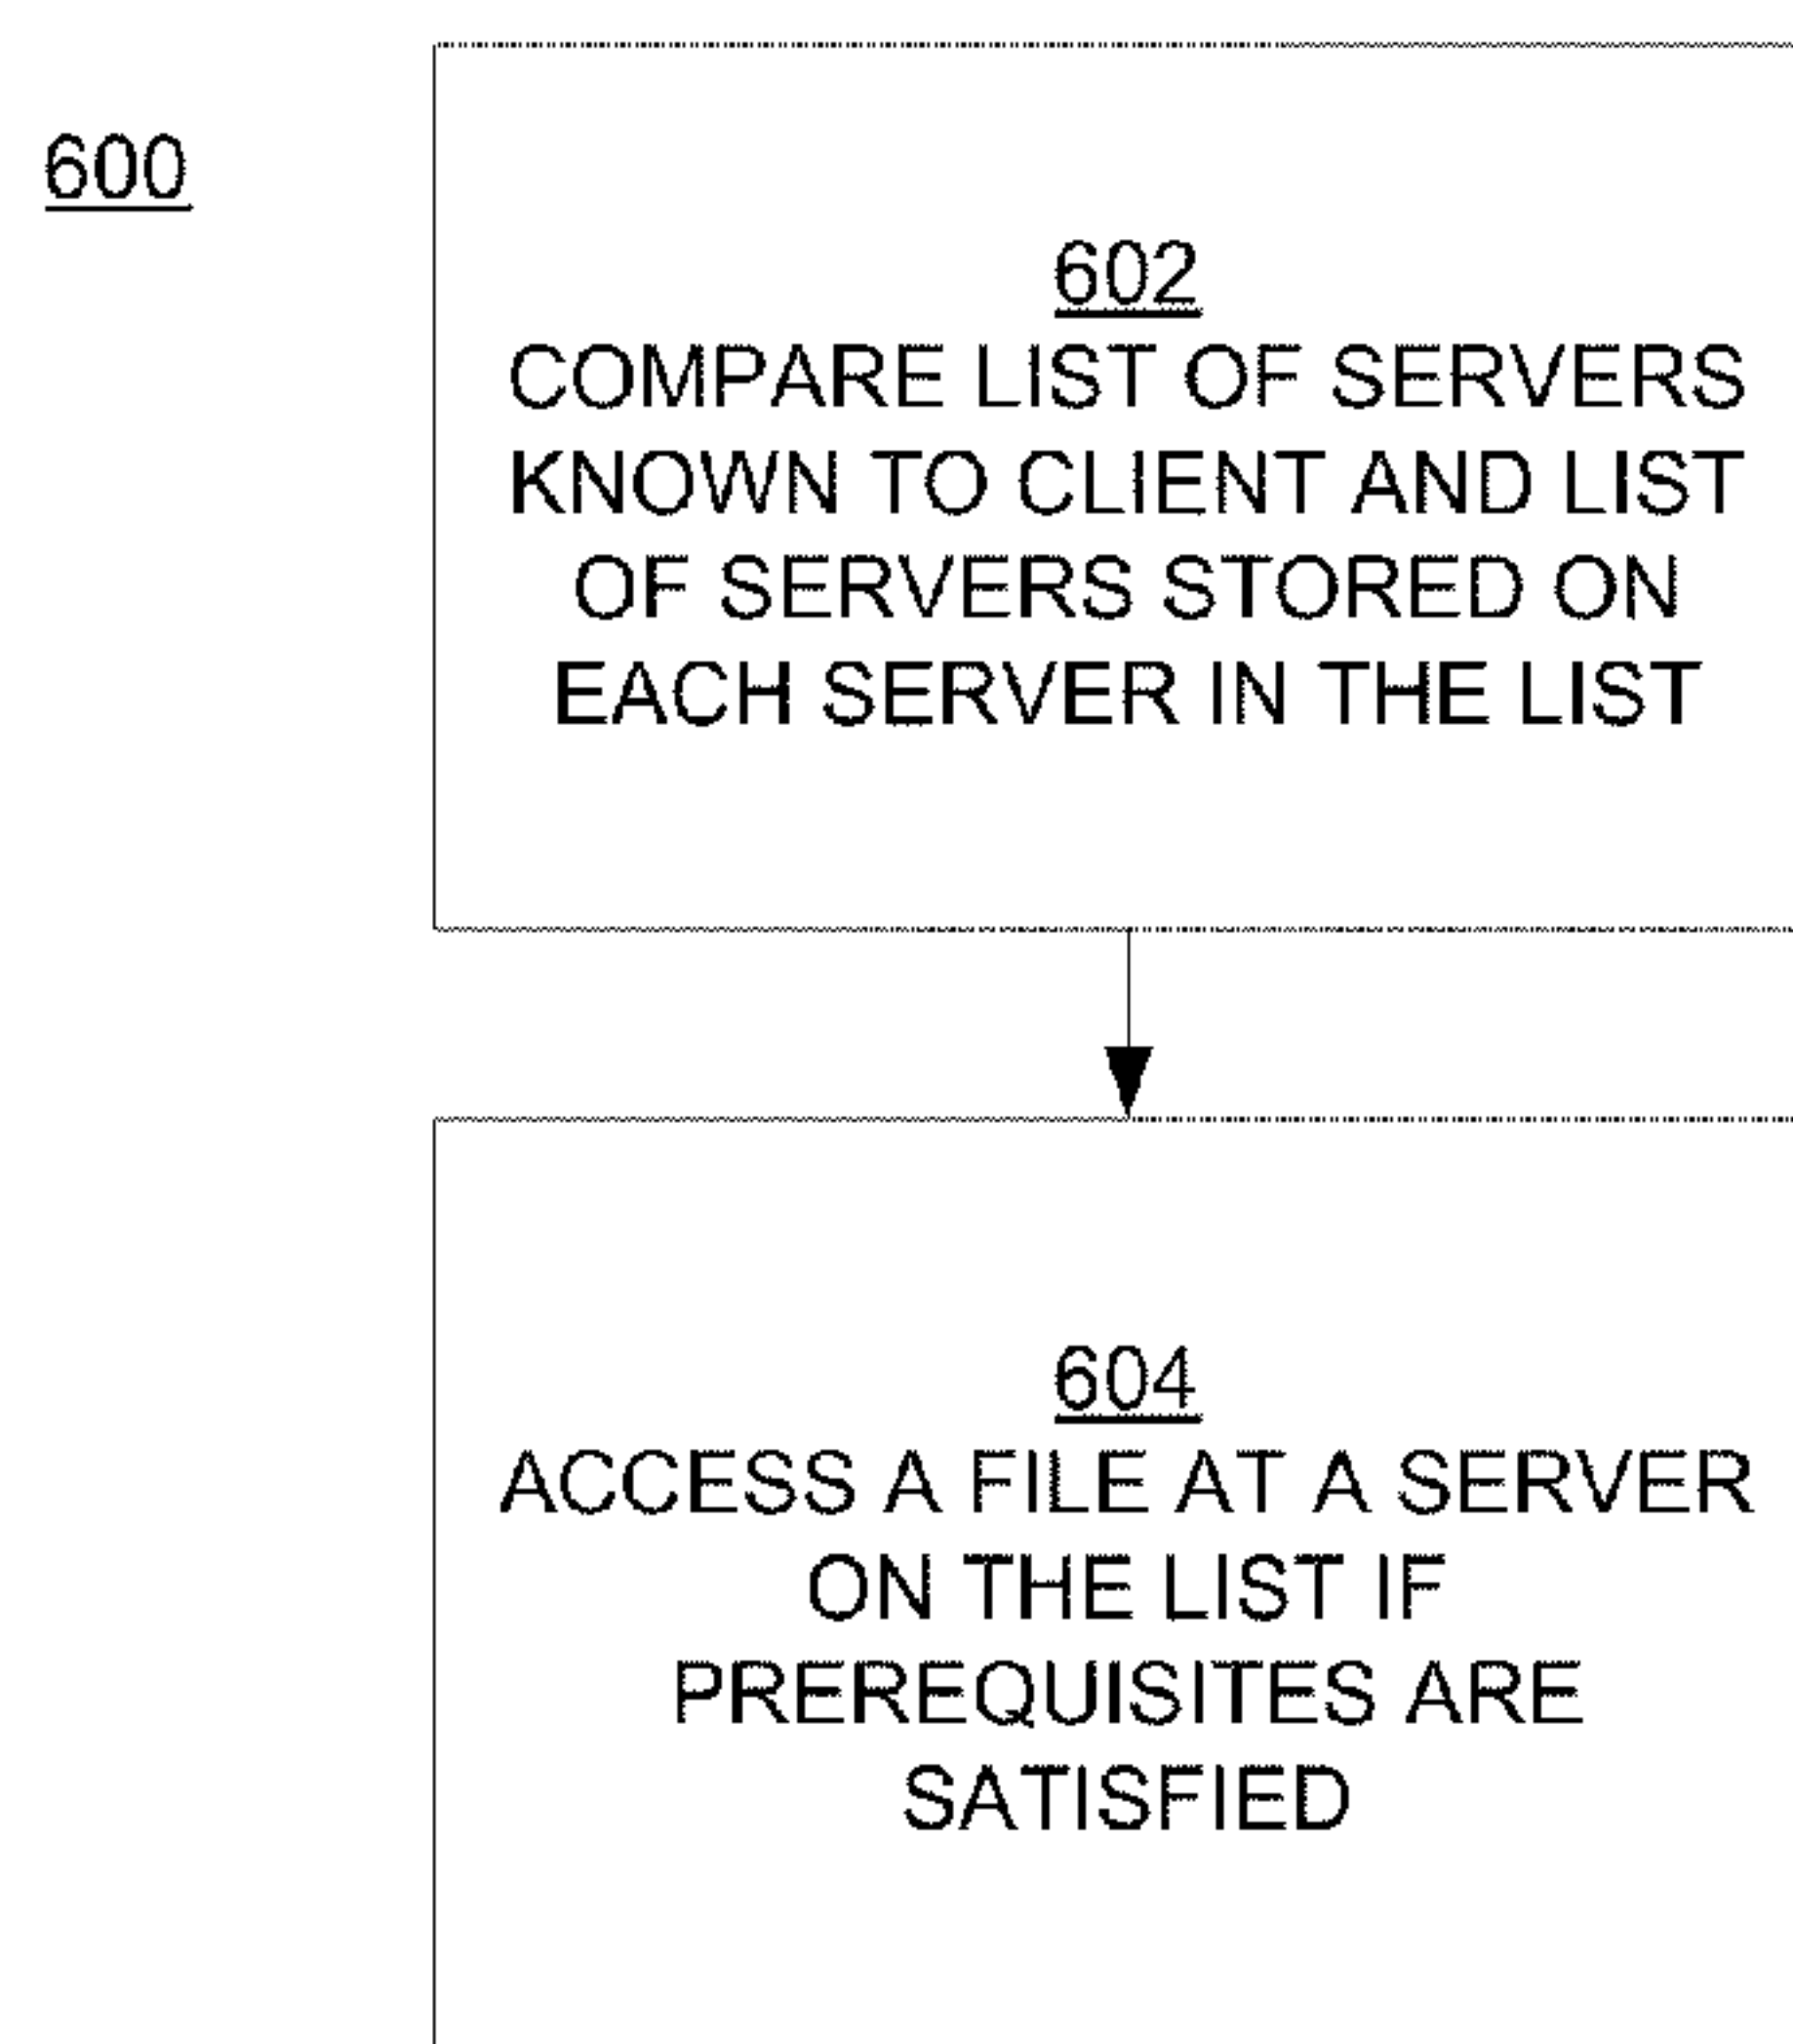 600
602
COMPARE LIST OF SERVERS
KNOWN TO CLIENT AND LIST
OF SERVERS STORED ON
EACH SERVER IN THE LIST
604
ACCESS A FILE AT A SERVER
ON THE LIST IF
PREREQUISITES ARE
SATISFIED